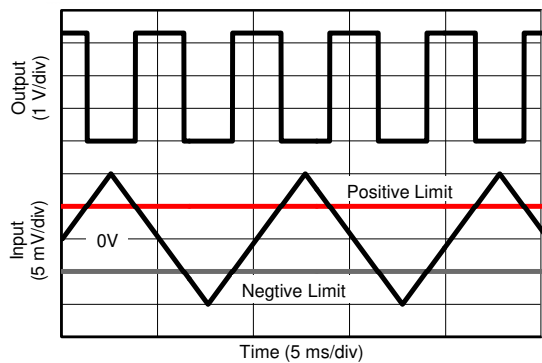 Output
(1 V/div)
Positive Limit
Input
(5 mV/div)
0V
Negtive Limit
Time (5 ms/div)